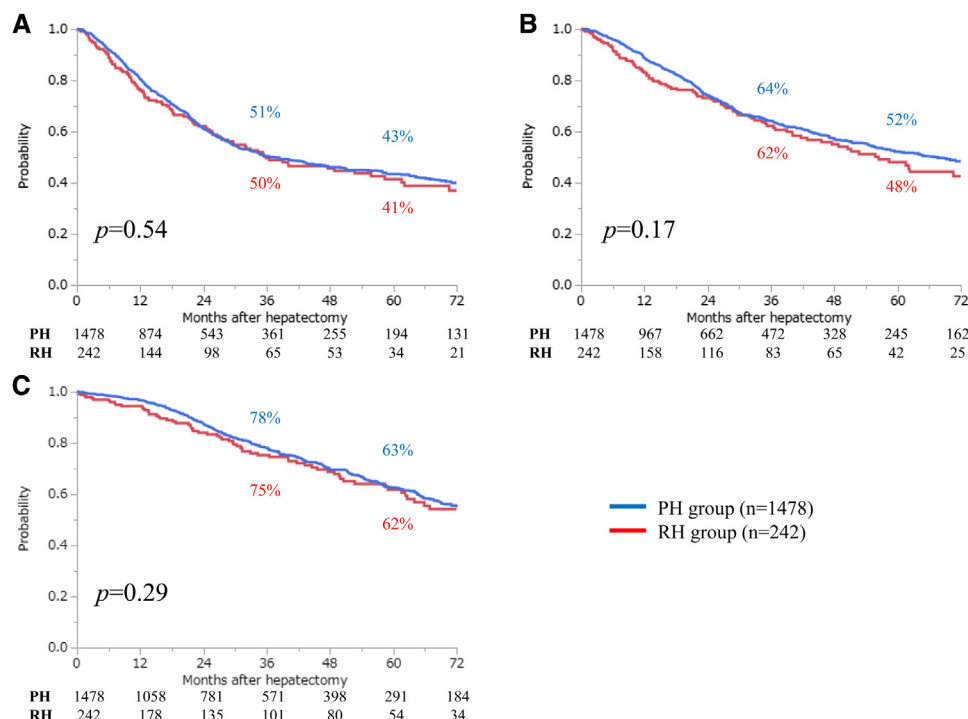 A
1.0
0.8
0.6
0.4
0.2
0.0
Probability
51%
43%
50%
41%
p=0.54
0 12 24 36 48 60 72
Months after hepatectomy
PH 1478 874 543 361 255 194 131
RH 242 144 98 65 53 34 21
B
1.0
0.8
0.6
0.4
0.2
0.0
Probability
64%
52%
62%
48%
p=0.17
0 12 24 36 48 60 72
Months after hepatectomy
PH 1478 967 662 472 328 245 162
RH 242 158 116 83 65 42 25
C
1.0
0.8
0.6
0.4
0.2
0.0
Probability
78%
63%
75%
62%
p=0.29
0 12 24 36 48 60 72
Months after hepatectomy
PH 1478 1058 781 571 398 291 184
RH 242 178 135 101 80 54 34
PH group (n=1478)
RH group (n=242)